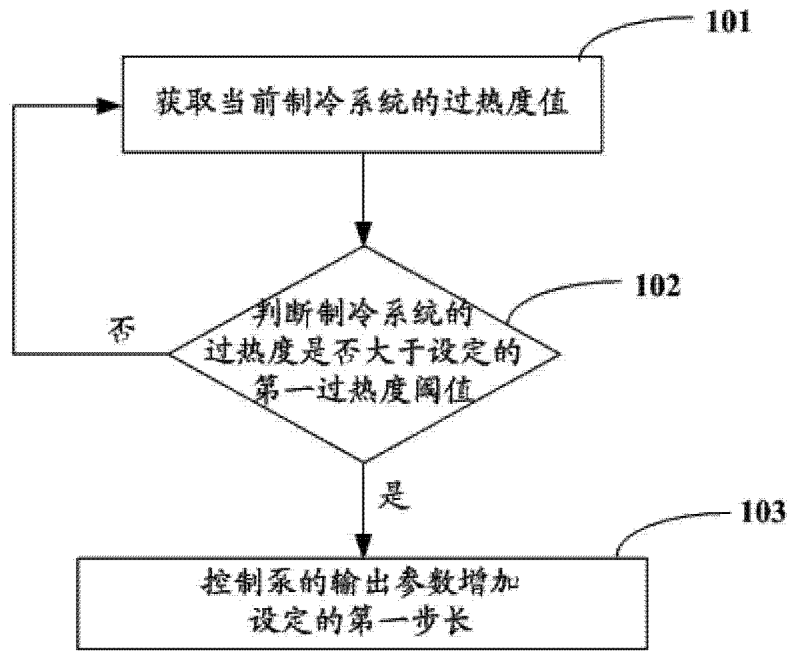 101
获取当前制冷系统的过热度值
102
判断制冷系统的
过热度是否大于设定的
第一过热度阈值
否
是
103
控制泵的输出参数增加
设定的第一步长